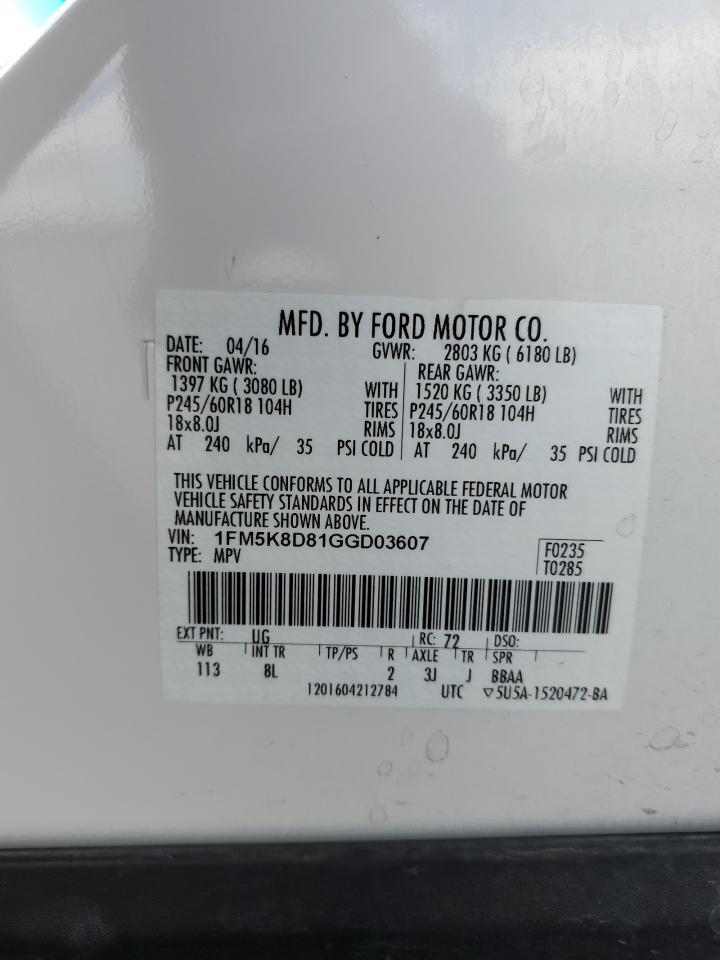 MFD. BY FORD MOTOR CO.
DATE: 04/16 GVWR: 2803 KG ( 6180 LB)
FRONT GAWR: REAR GAWR:
1397 KG ( 3080 LB) WITH 1520 KG ( 3350 LB) WITH
P245/60R18 104H TIRES P245/60R18 104H TIRES
18x8.0J RIMS 18x8.0J RIMS
AT 240 kPa/ 35 PSI COLD AT 240 kPa/ 35 PSI COLD
THIS VEHICLE CONFORMS TO ALL APPLICABLE FEDERAL MOTOR
VEHICLE SAFETY STANDARDS IN EFFECT ON THE DATE OF
MANUFACTURE SHOWN ABOVE.
VIN: 1FM5K8D81GGD03607 F0235
TYPE: MPV T0285
EXT PNT: UG RC: 72 DSO:
WB INT TR TP/PS R AXLE TR SPR
113 8L 2 3J J BBAA
1201604212784 UTC ▽5U5A-1520472-BA